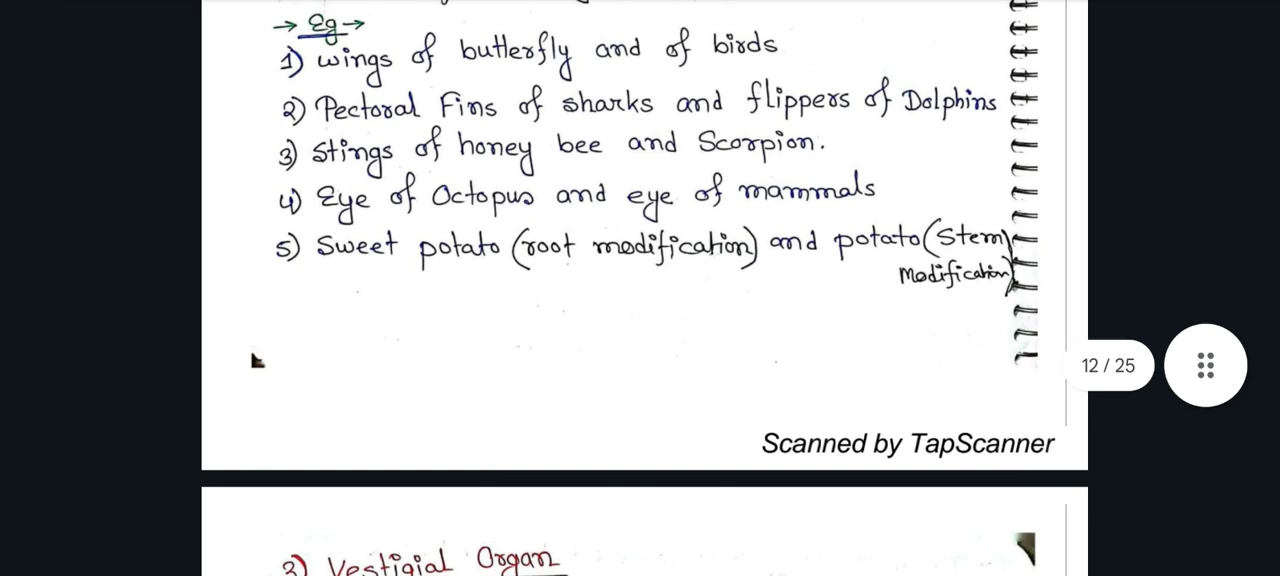 → Eg →
1) wings of butterfly and of birds
2) Pectoral Fins of sharks and flippers of Dolphins
3) Stings of honey bee and Scorpion.
4) Eye of Octopus and eye of mammals
5) Sweet potato (root modification) and potato (Stem
Modification)
12 / 25
Scanned by TapScanner
3) Vestigial Organ